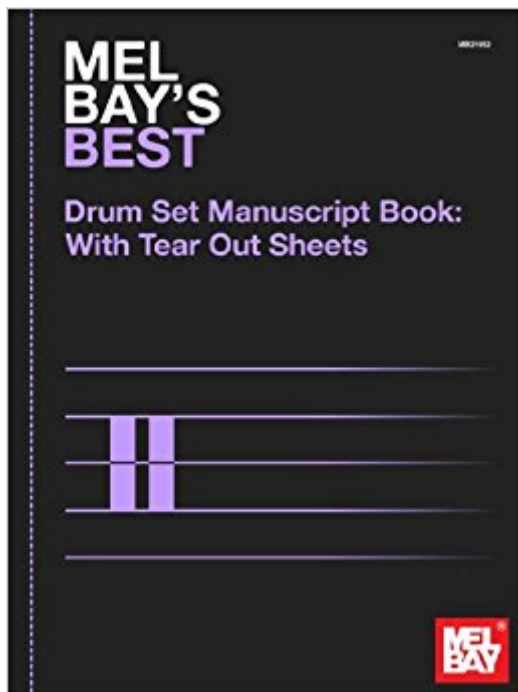 MEL
BAY'S
BEST
Drum Set Manuscript Book:
With Tear Out Sheets
MEL
BAY
®